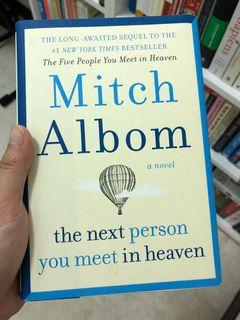 THE LONG-AWAITED SEQUEL TO THE
#1 NEW YORK TIMES BESTSELLER
The Five People You Meet in Heaven
Mitch
Albom
a novel
the next person
you meet in heaven